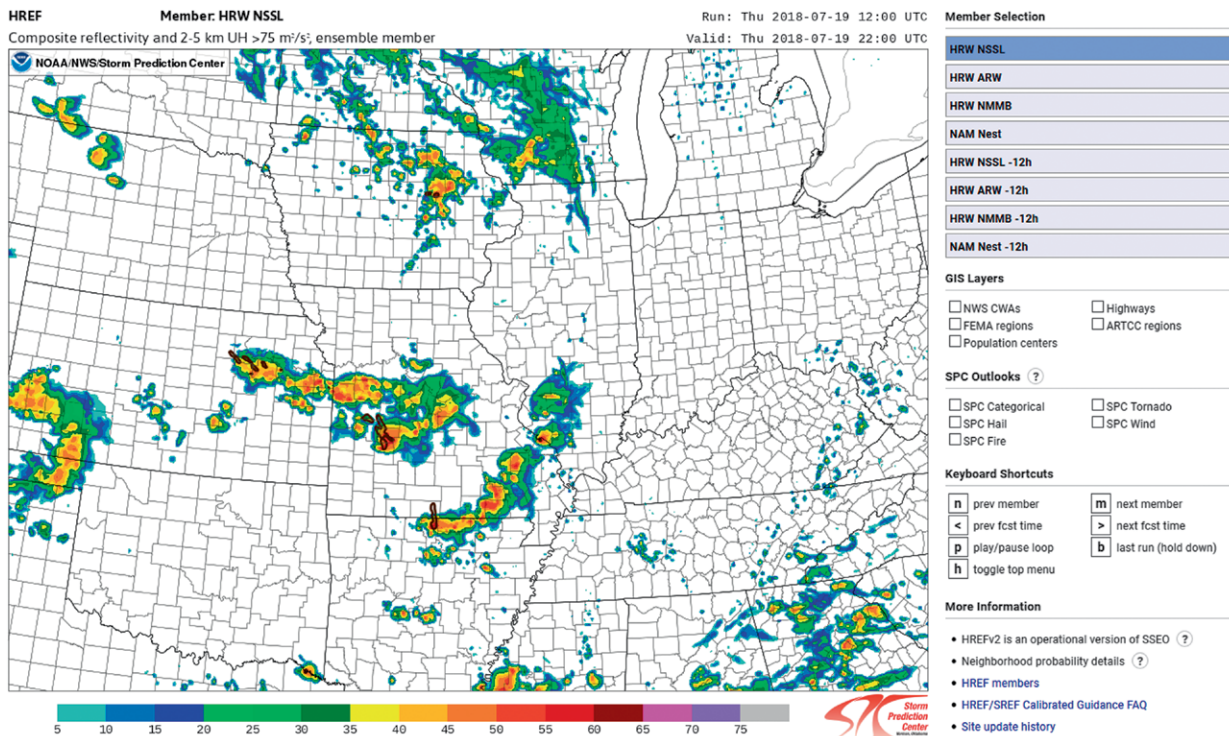 HREF Member: HRW NSSL Run: Thu 2018-07-19 12:00 UTC
Composite reflectivity and 2-5 km UH >75 m²/s², ensemble member Valid: Thu 2018-07-19 22:00 UTC
NOAA/NWS/Storm Prediction Center
5 10 15 20 25 30 35 40 45 50 55 60 65 70 75
Storm
Prediction
Center
Member Selection
HRW NSSL
HRW ARW
HRW NMMB
NAM Nest
HRW NSSL -12h
HRW ARW -12h
HRW NMMB -12h
NAM Nest -12h
GIS Layers
NWS CWAs Highways
FEMA regions ARTCC regions
Population centers
SPC Outlooks ?
SPC Categorical SPC Tornado
SPC Hail SPC Wind
SPC Fire
Keyboard Shortcuts
n prev member m next member
< prev fcst time > next fcst time
p play/pause loop b last run (hold down)
h toggle top menu
More Information
• HREFv2 is an operational version of SSEO ?
• Neighborhood probability details ?
• HREF members
• HREF/SREF Calibrated Guidance FAQ
• Site update history